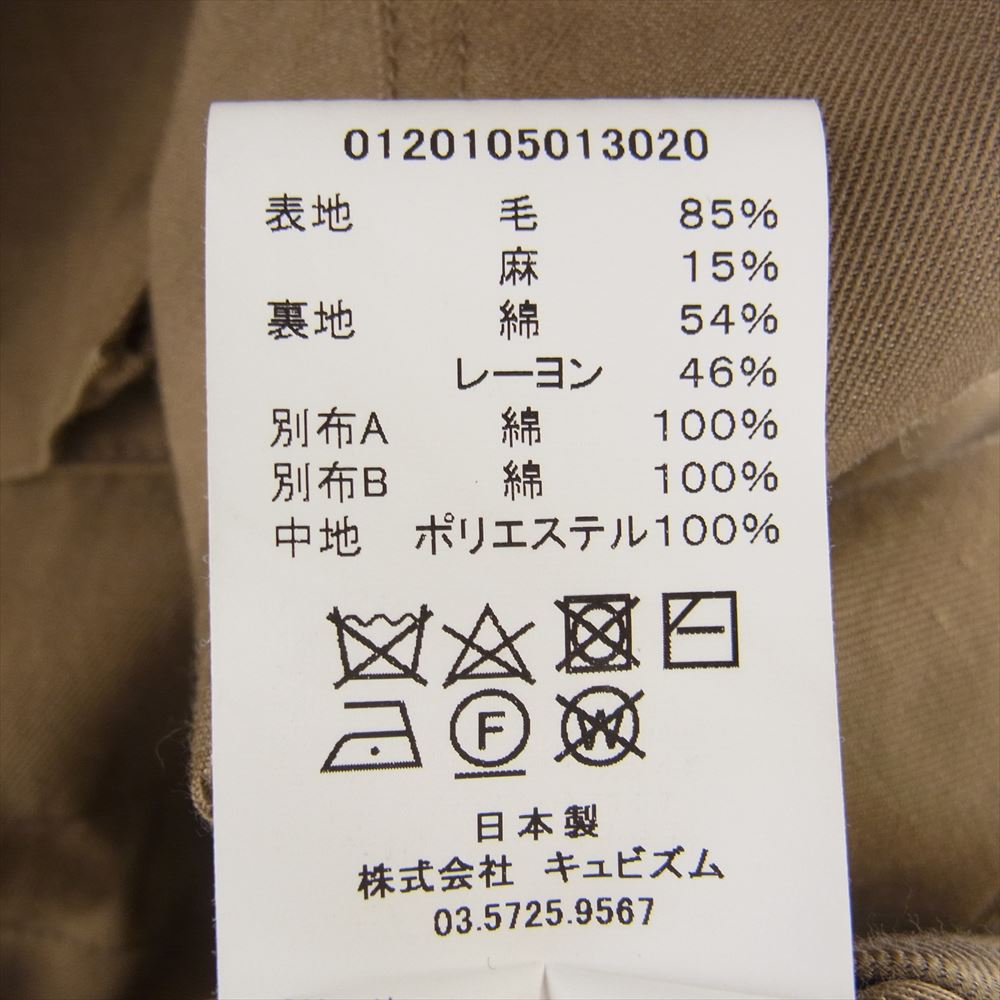 0120105013020
表地 毛 85%
麻 15%
裏地 綿 54%
レーヨン 46%
別布A 綿 100%
別布B 綿 100%
中地 ポリエステル100%
F W
日本製
株式会社 キュビズム
03.5725.9567